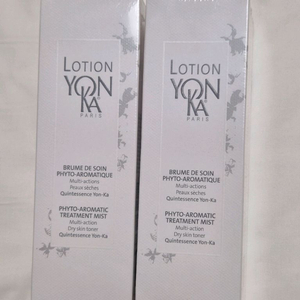 LOTION
YON
KA
PARIS
BRUME DE SOIN
PHYTO-AROMATIQUE
Multi-actions
Peaux sèches
Quintessence Yon-Ka
PHYTO-AROMATIC
TREATMENT MIST
Multi-action
Dry skin toner
Quintessence Yon-Ka
LOTION
YON
KA
PARIS
BRUME DE SOIN
PHYTO-AROMATIQUE
Multi-actions
Peaux sèches
Quintessence Yon-Ka
PHYTO-AROMATIC
TREATMENT MIST
Multi-action
Dry skin toner
Quintessence Yon-Ka